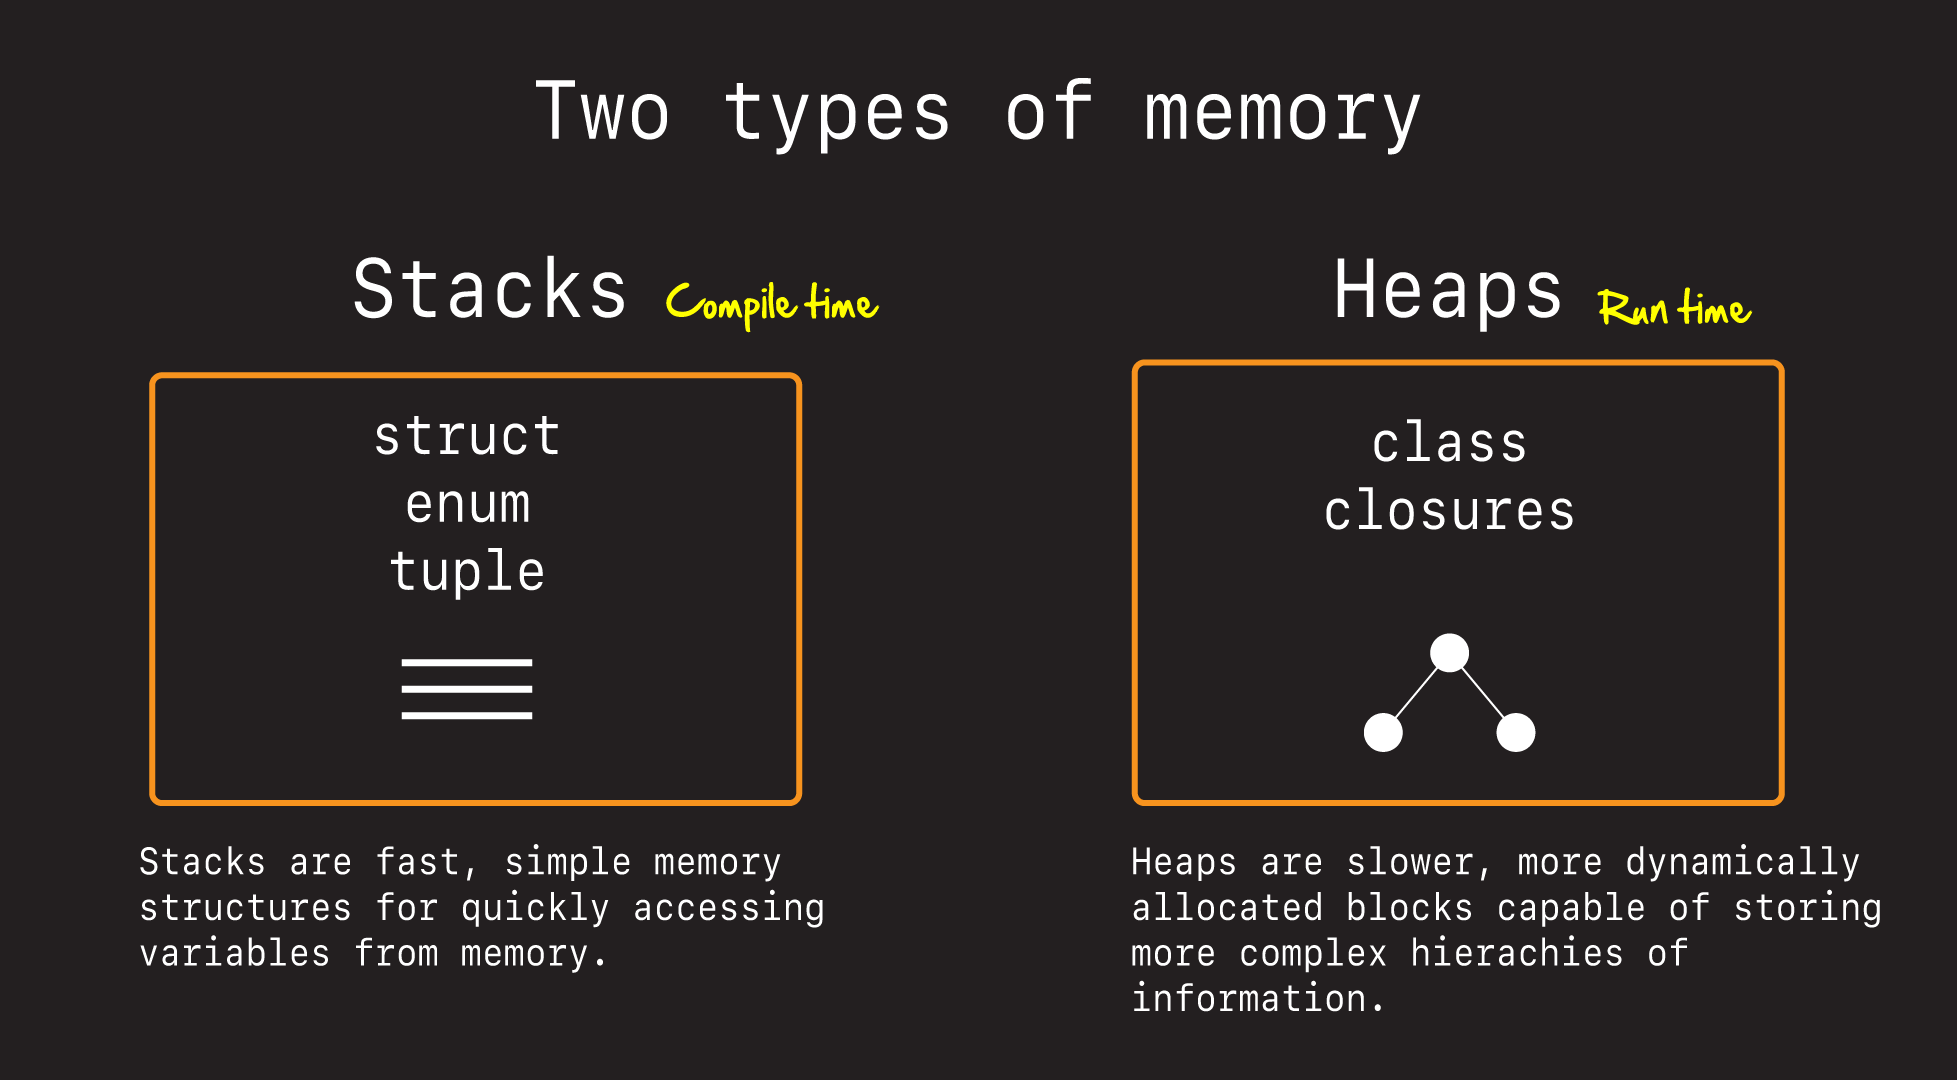 Two types of memory
Stacks Compile time
struct
enum
tuple
Stacks are fast, simple memory
structures for quickly accessing
variables from memory.
Heaps Run time
class
closures
Heaps are slower, more dynamically
allocated blocks capable of storing
more complex hierachies of
information.